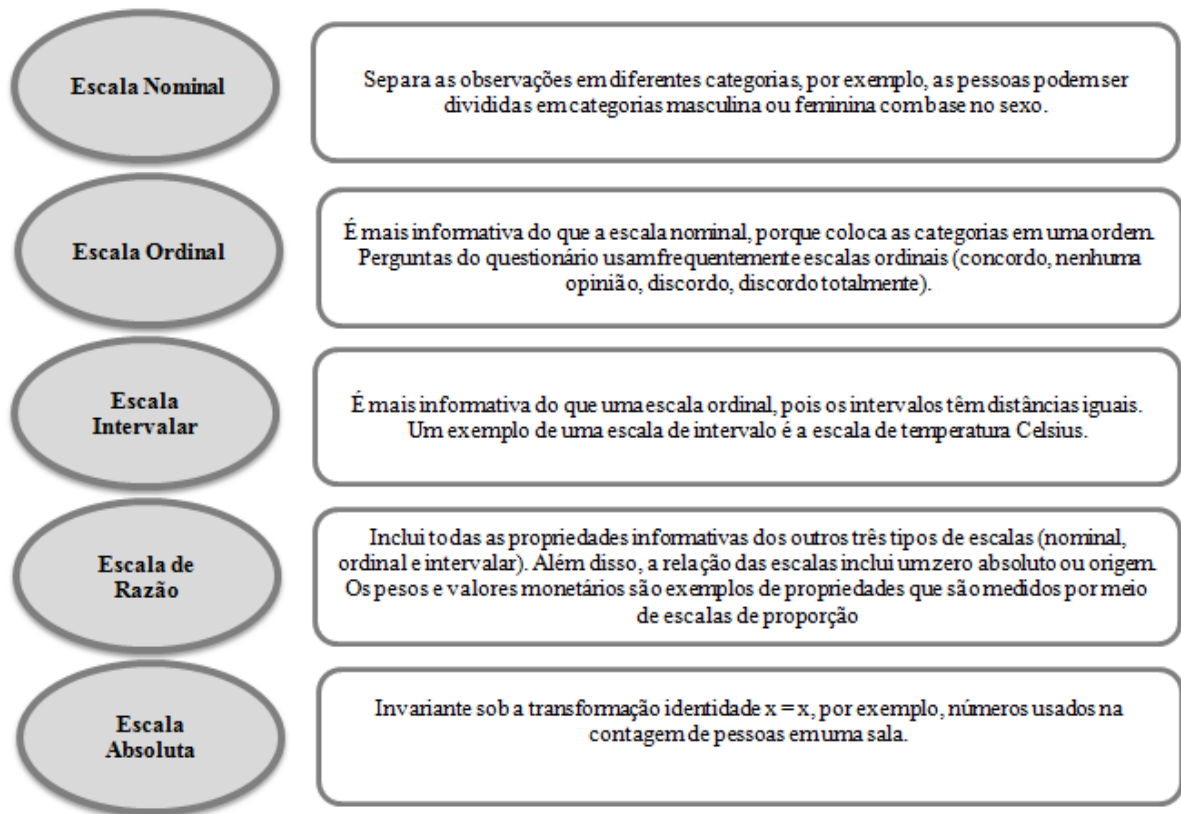 Escala Nominal
Separa as observações em diferentes categorias, por exemplo, as pessoas podem ser
divididas em categorias masculina ou feminina com base no sexo.
Escala Ordinal
É mais informativa do que a escala nominal, porque coloca as categorias em uma ordem.
Perguntas do questionário usam frequentemente escalas ordinais (concordo, nenhuma
opinião, discordo, discordo totalmente).
Escala
Intervalar
É mais informativa do que uma escala ordinal, pois os intervalos têm distâncias iguais.
Um exemplo de uma escala de intervalo é a escala de temperatura Celsius.
Escala de
Razão
Inclui todas as propriedades informativas dos outros três tipos de escalas (nominal,
ordinal e intervalar). Além disso, a relação das escalas inclui um zero absoluto ou origem.
Os pesos e valores monetários são exemplos de propriedades que são medidos por meio
de escalas de proporção
Escala
Absoluta
Invariante sob a transformação identidade x = x, por exemplo, números usados na
contagem de pessoas em uma sala.